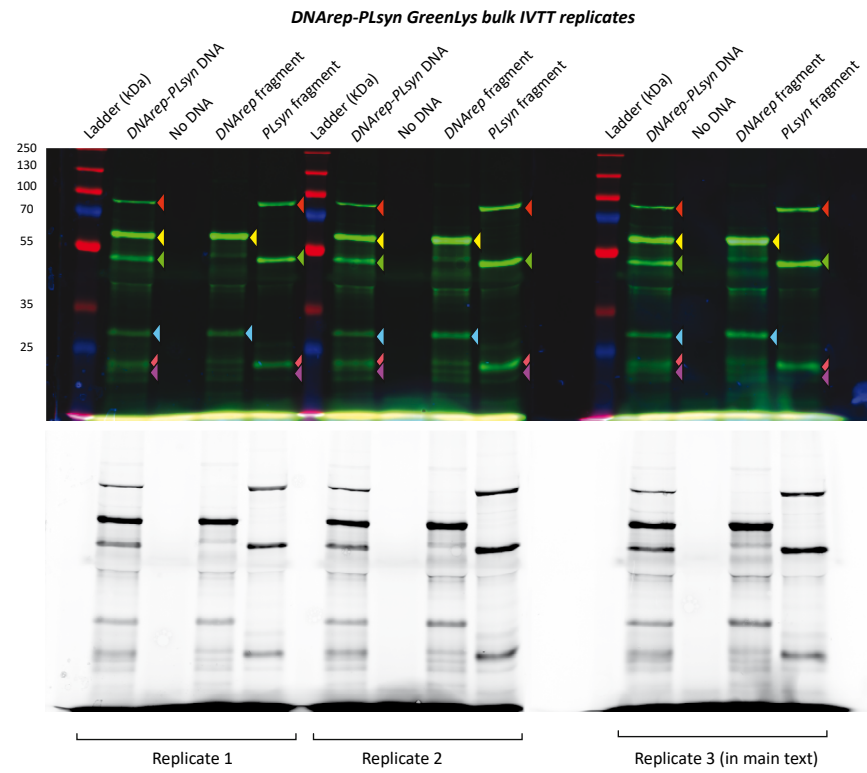 DNArep-PLsyn GreenLys bulk IVTT replicates
Ladder (KDa)
DNArep-PLsyn DNA
No DNA
DNArep fragment
PLsyn fragment
Ladder (KDa)
DNArep-PLsyn DNA
No DNA
DNArep fragment
PLsyn fragment
Ladder (KDa)
DNArep-PLsyn DNA
No DNA
DNArep fragment
PLsyn fragment
250
130
100
70
55
35
25
Replicate 1
Replicate 2
Replicate 3 (in main text)